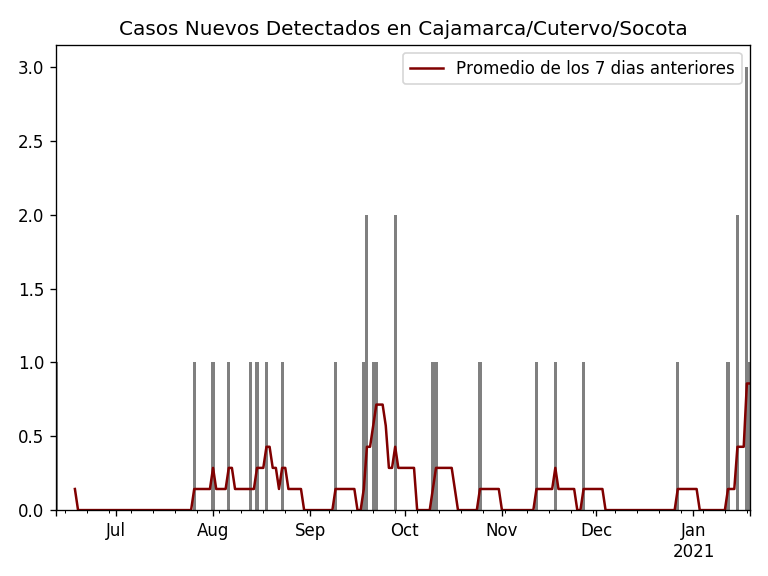 Casos Nuevos Detectados en Cajamarca/Cutervo/Socota
Promedio de los 7 dias anteriores
3.0
2.5
2.0
1.5
1.0
0.5
0.0
Jul Aug Sep Oct Nov Dec Jan
2021